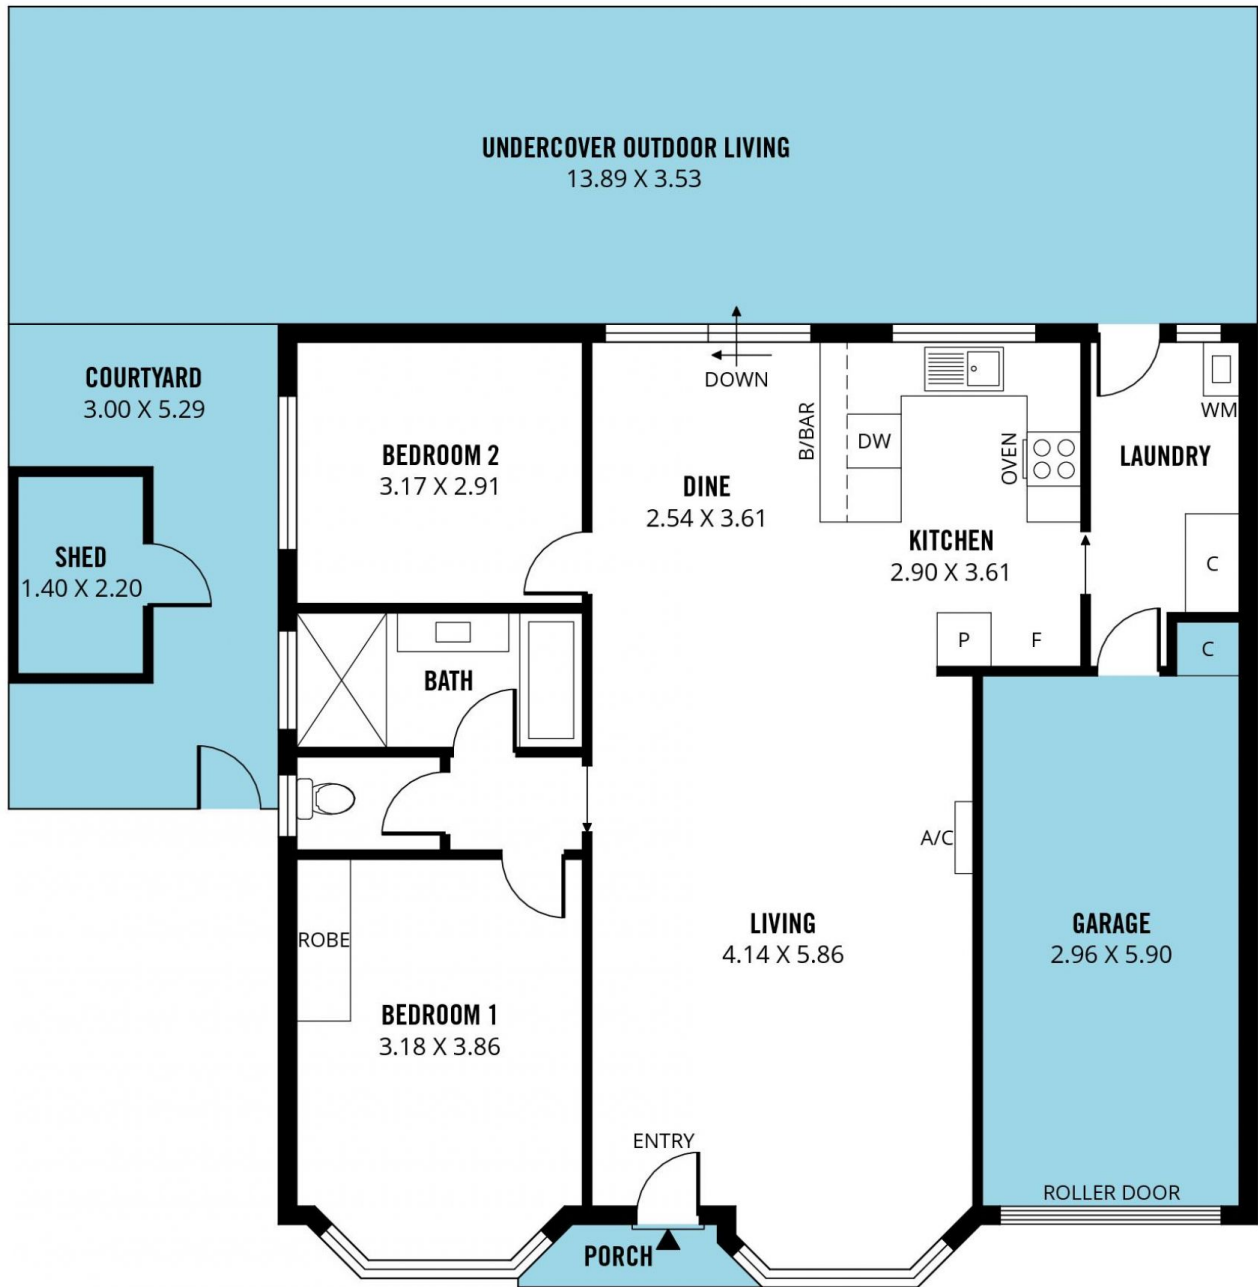 UNDERCOVER OUTDOOR LIVING
13.89 X 3.53
COURTYARD
3.00 X 5.29
SHED
1.40 X 2.20
BEDROOM 2
3.17 X 2.91
DOWN
DINE
2.54 X 3.61
B/BAR
DW
OVEN
KITCHEN
2.90 X 3.61
P
F
WM
LAUNDRY
C
C
BATH
A/C
ROBE
BEDROOM 1
3.18 X 3.86
LIVING
4.14 X 5.86
GARAGE
2.96 X 5.90
ENTRY
ROLLER DOOR
PORCH